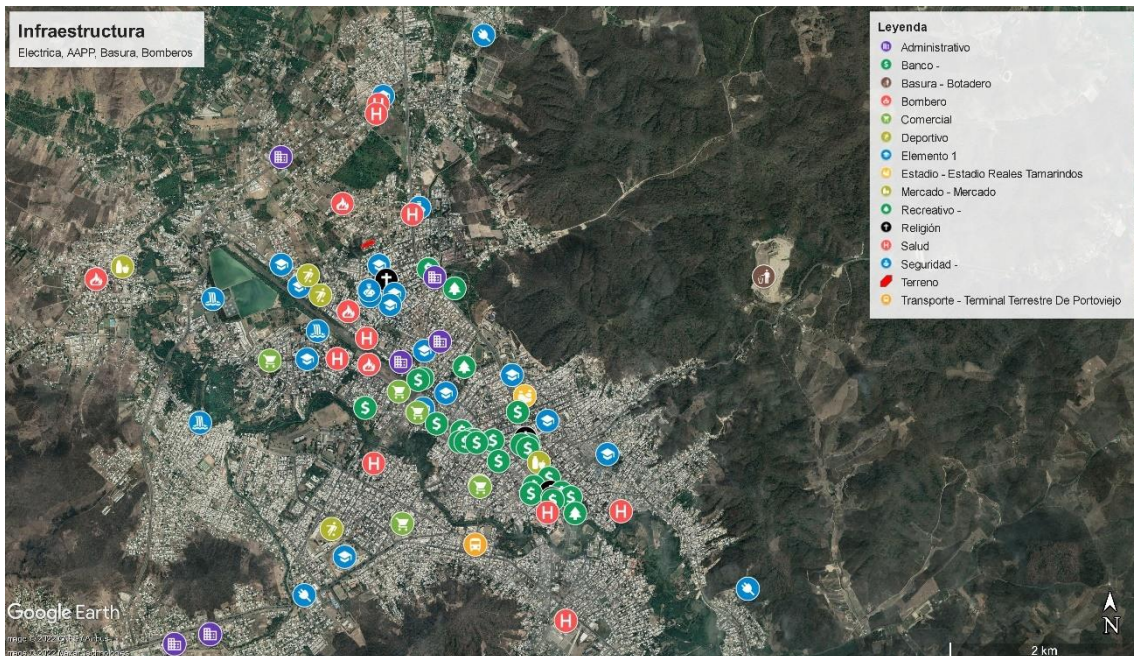 Infraestructura
Electrica, AAPP, Basura, Bomberos
Leyenda
Administrativo
Banco -
Basura - Botadero
Bombero
Comercial
Deportivo
Elemento 1
Estadio - Estadio Reales Tamarindos
Mercado - Mercado
Recreativo -
Religión
Salud
Seguridad -
Terreno
Transporte - Terminal Terrestre De Portoviejo
Google Earth
N
2 km